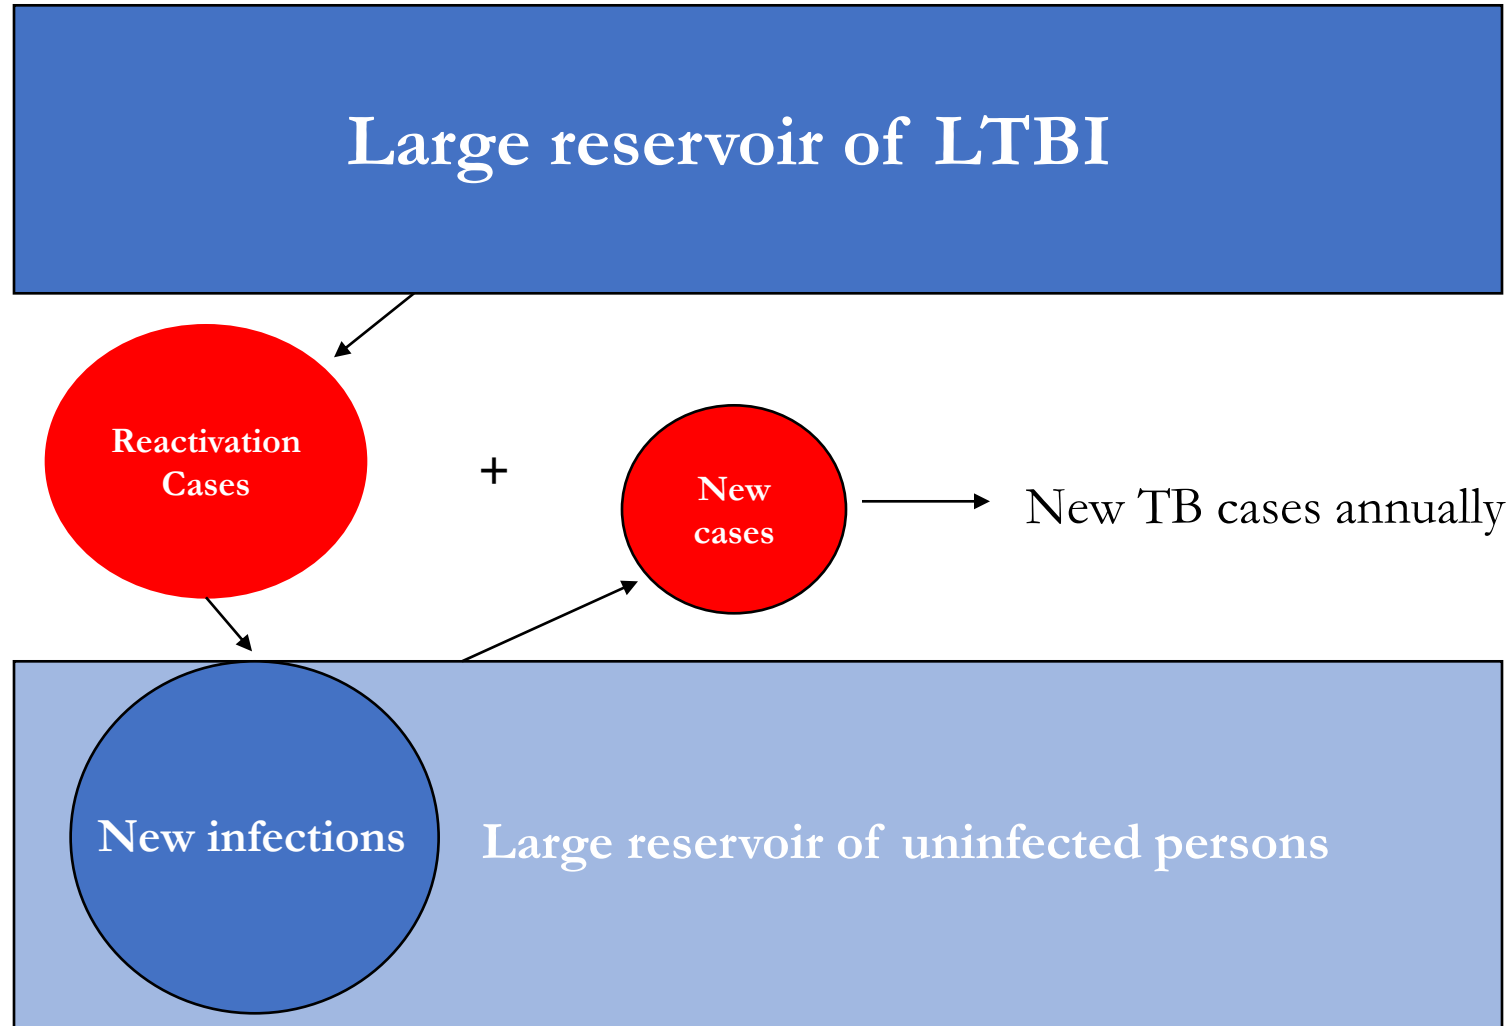 Large reservoir of LTBI
Reactivation
Cases
+
New
cases
New TB cases annually
New infections
Large reservoir of uninfected persons